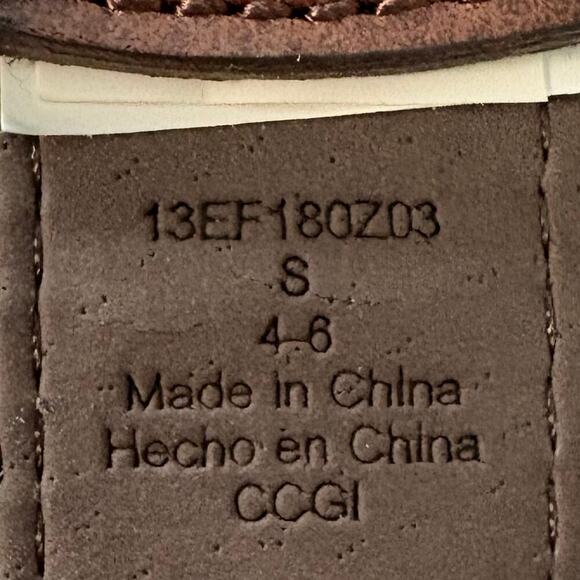 13EF180Z03
S
4-6
Made in China
Hecho en China
CCGI